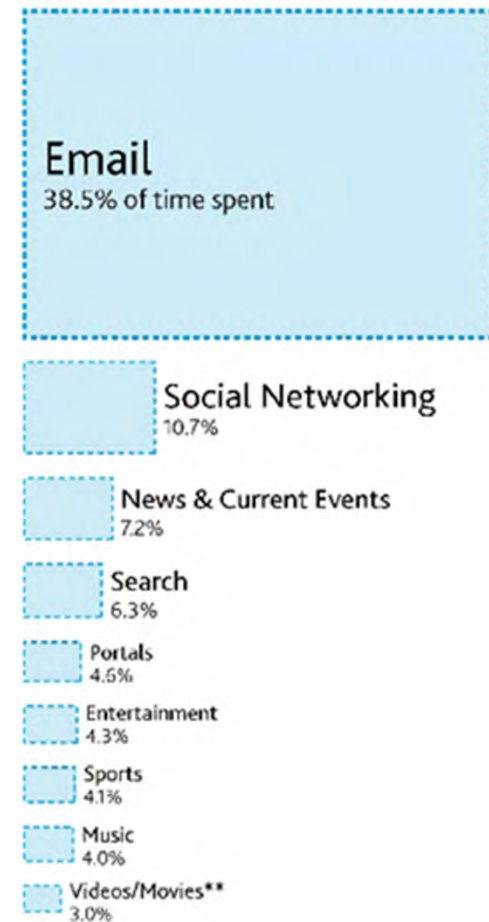 Email
38.5% of time spent
Social Networking
10.7%
News & Current Events
7.2%
Search
6.3%
Portals
4.6%
Entertainment
4.3%
Sports
4.1%
Music
4.0%
Videos/Movies**
3.0%